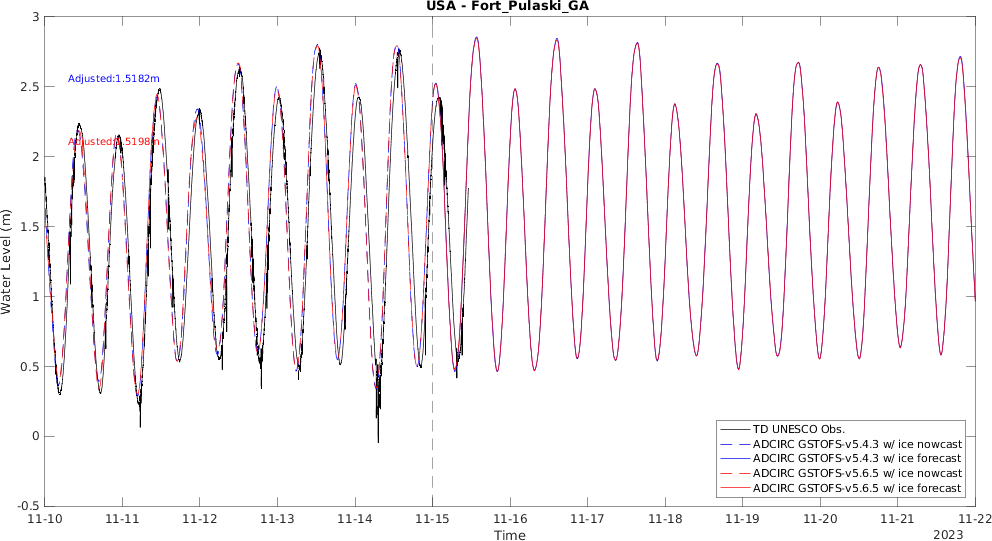 USA - Fort_Pulaski_GA
3
2.5
2
1.5
1
0.5
0
-0.5
Water Level (m)
Adjusted:1.5182m
Adjusted:1.5198m
TD UNESCO Obs.
ADCIRC GSTOFS-v5.4.3 w/ ice nowcast
ADCIRC GSTOFS-v5.4.3 w/ ice forecast
ADCIRC GSTOFS-v5.6.5 w/ ice nowcast
ADCIRC GSTOFS-v5.6.5 w/ ice forecast
11-10 11-11 11-12 11-13 11-14 11-15 11-16 11-17 11-18 11-19 11-20 11-21 11-22
Time
2023